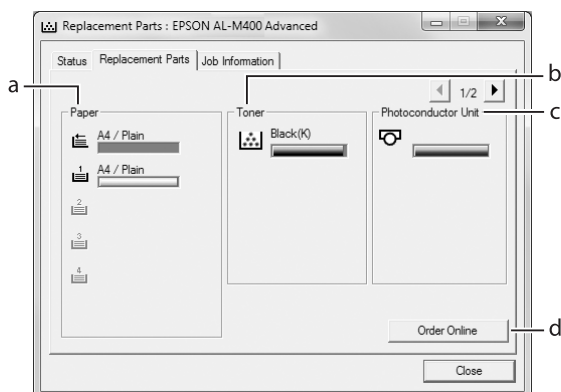 Replacement Parts : EPSON AL-M400 Advanced
Status Replacement Parts Job Information
1/2
a
b
c
d
Paper
A4 / Plain
1
A4 / Plain
2
3
4
Toner
Black(K)
Photoconductor Unit
Order Online
Close